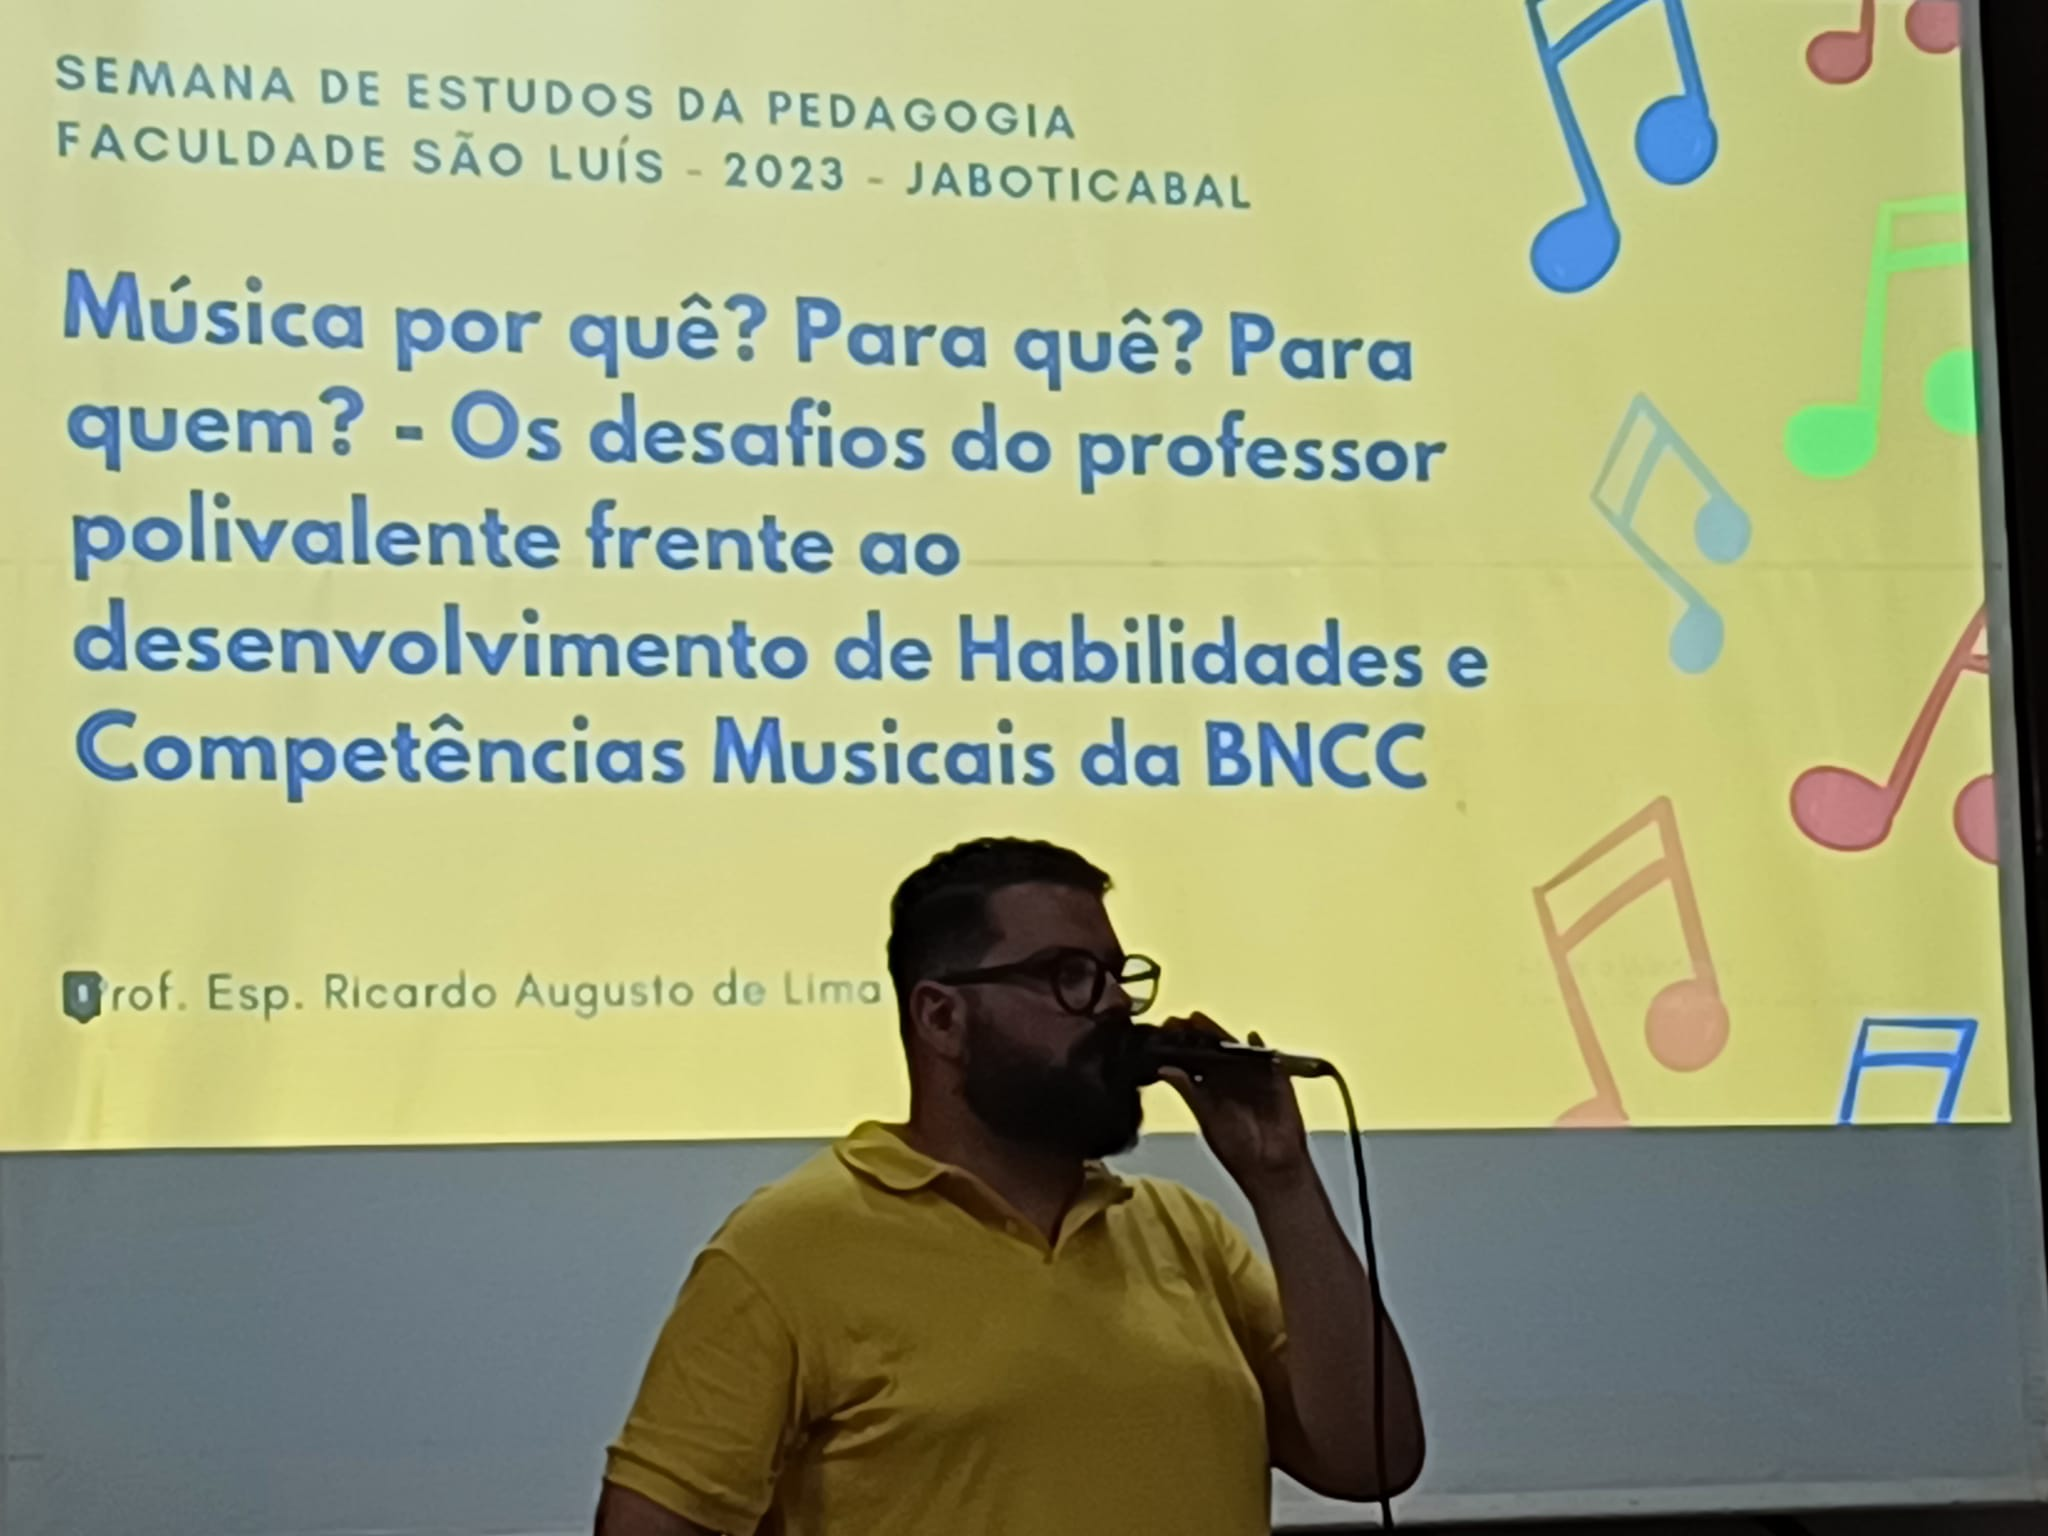 SEMANA DE ESTUDOS DA PEDAGOGIA
FACULDADE SÃO LUÍS - 2023 - JABOTICABAL
Música por quê? Para quê? Para
quem? - Os desafios do professor
polivalente frente ao
desenvolvimento de Habilidades e
Competências Musicais da BNCC
Prof. Esp. Ricardo Augusto de Lima